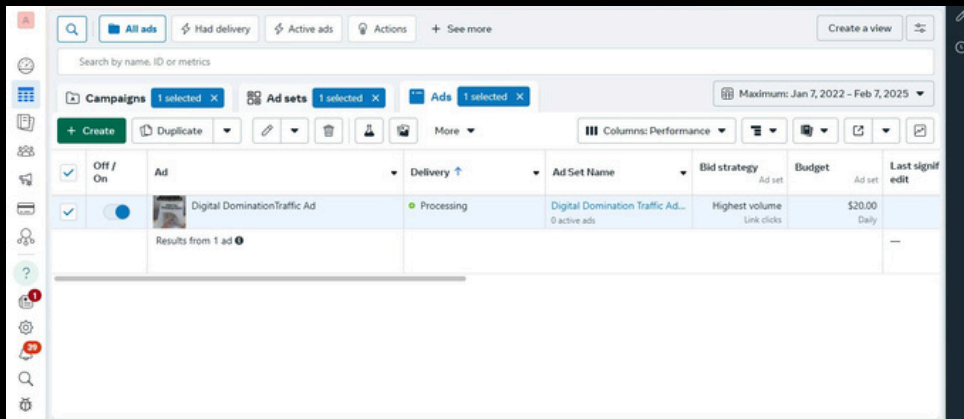 A
All ads
Had delivery
Active ads
Actions
+ See more
Create a view
Search by name, ID or metrics
Campaigns 1 selected ×
Ad sets 1 selected ×
Ads 1 selected ×
Maximum: Jan 7, 2022 – Feb 7, 2025
+ Create
Duplicate
More
Columns: Performance
Off / On
Ad
Delivery ↑
Ad Set Name
Bid strategy
Ad set
Budget
Ad set
Last signif
edit
Digital DominationTraffic Ad
Processing
Digital Domination Traffic Ad...
0 active ads
Highest volume
Link clicks
$20.00
Daily
Results from 1 ad
—
?
1
39